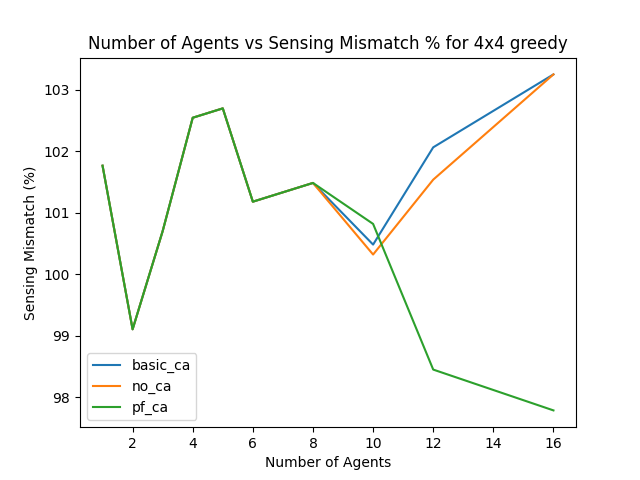 Number of Agents vs Sensing Mismatch % for 4x4 greedy
Sensing Mismatch (%)
103
102
101
100
99
98
basic_ca
no_ca
pf_ca
2 4 6 8 10 12 14 16
Number of Agents